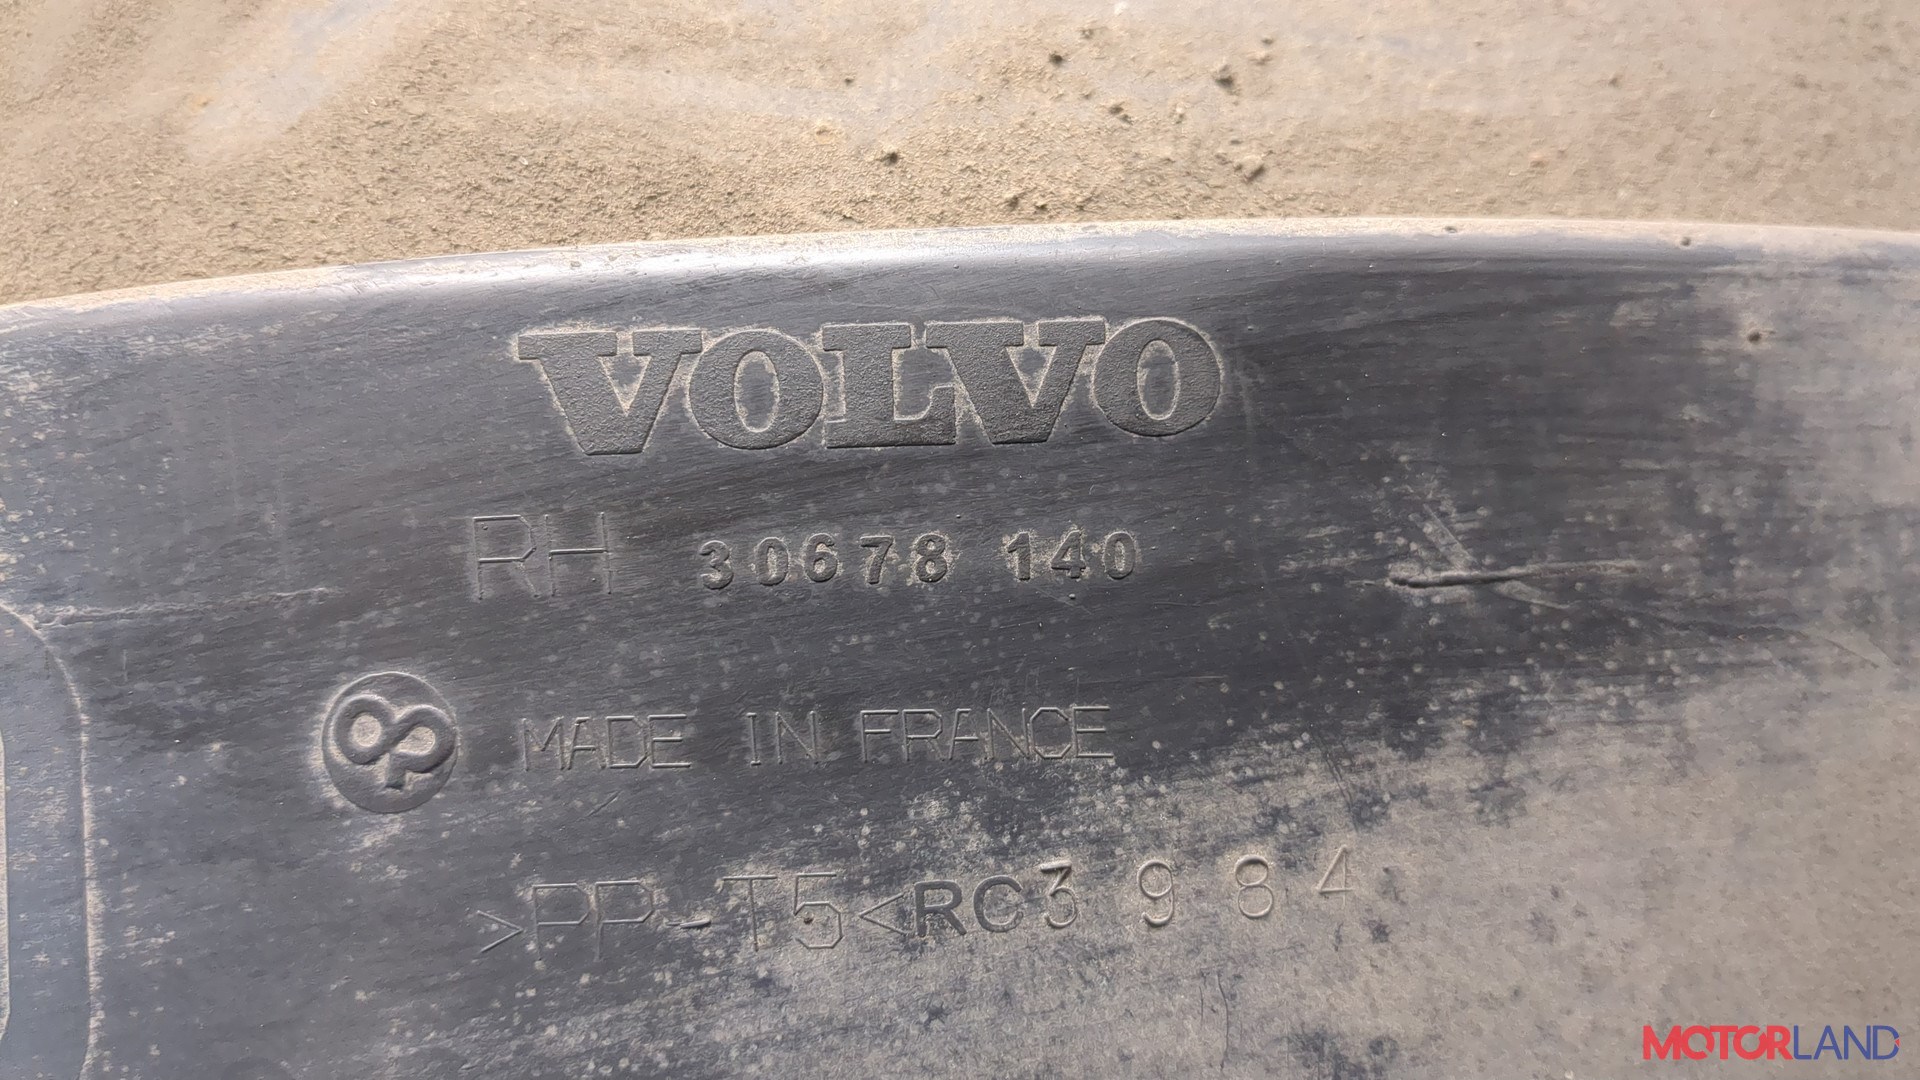 VOLVO
RH 30678 140
MADE IN FRANCE
>PP-T5<RC3 9 8 4
MOTORLAND